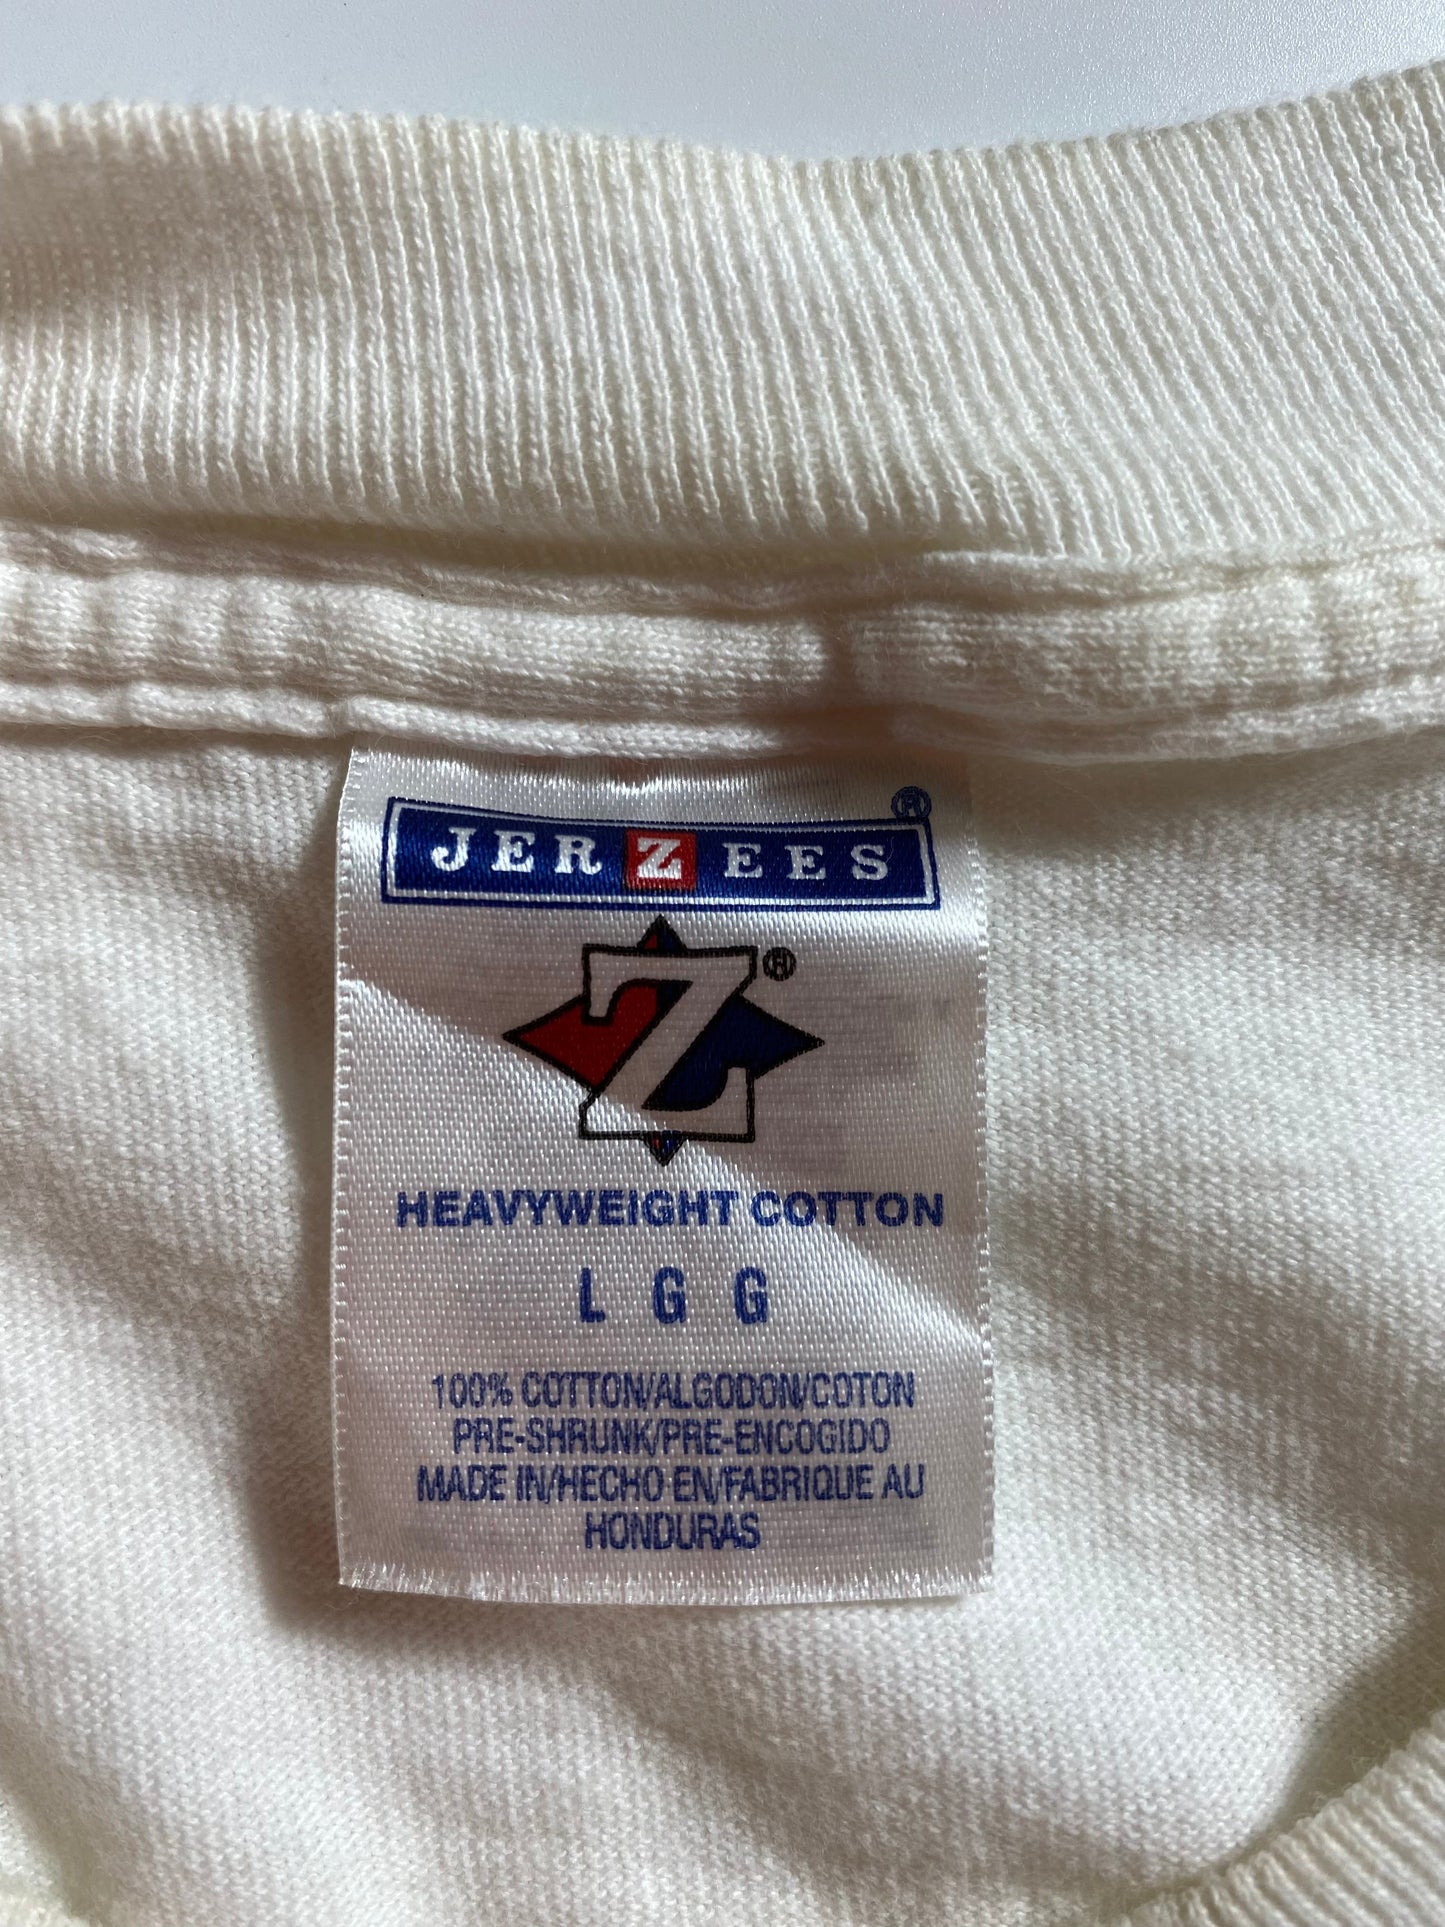 JERZEES®
Z®
HEAVYWEIGHT COTTON
L G G
100% COTTON/ALGODON/COTON
PRE-SHRUNK/PRE-ENCOGIDO
MADE IN/HECHO EN/FABRIQUE AU
HONDURAS